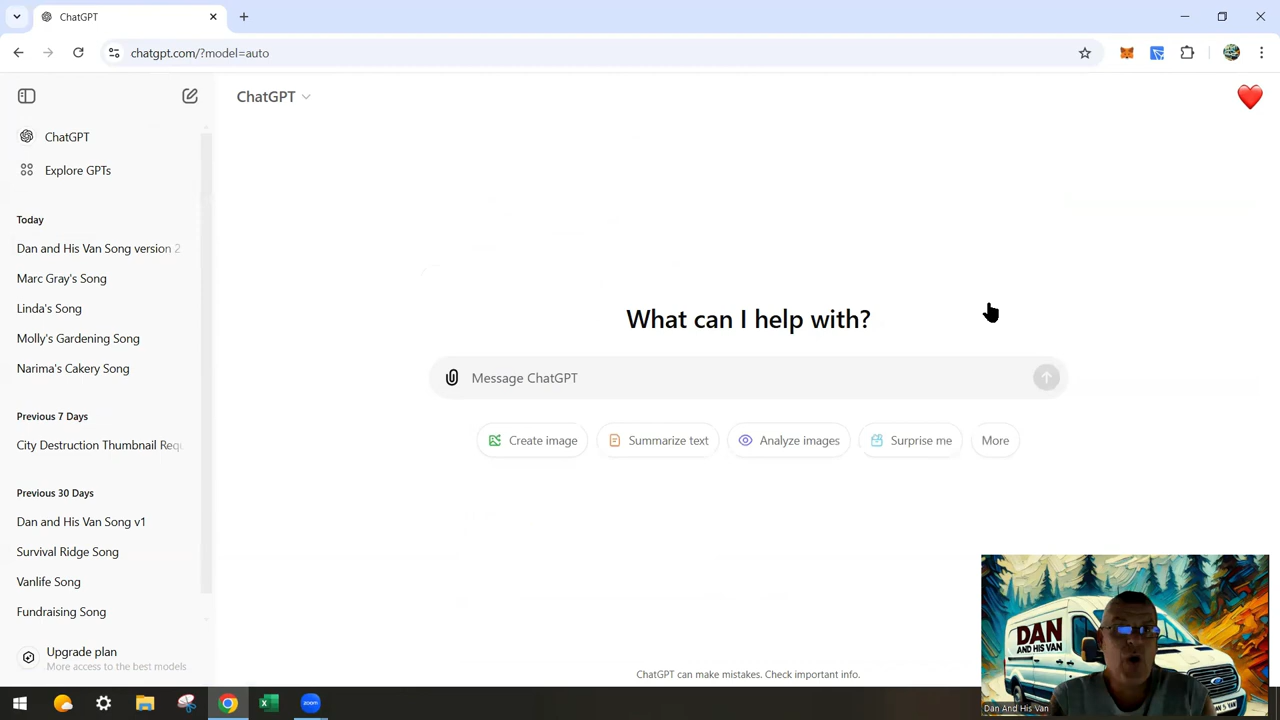 ChatGPT
chatgpt.com/?model=auto
ChatGPT
ChatGPT
Explore GPTs
Today
Dan and His Van Song version 2
Marc Gray's Song
Linda's Song
Molly's Gardening Song
Narima's Cakery Song
Previous 7 Days
City Destruction Thumbnail Requ
Previous 30 Days
Dan and His Van Song v1
Survival Ridge Song
Vanlife Song
Fundraising Song
Upgrade plan
More access to the best models
What can I help with?
Message ChatGPT
Create image
Summarize text
Analyze images
Surprise me
More
ChatGPT can make mistakes. Check important info.
DAN
AND HIS VAN
Dan And His Van